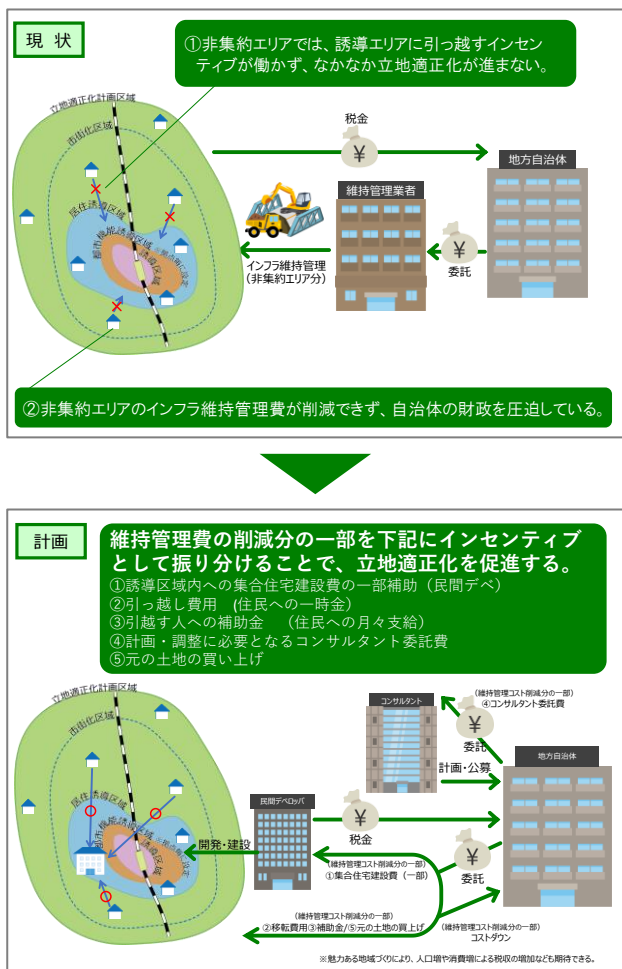 現 状
①非集約エリアでは、誘導エリアに引っ越すインセン
ティブが働かず、なかなか立地適正化が進まない。
立地適正化計画区域
市街化区域
居住誘導区域
都市機能誘導区域
誘導区域
税金
¥
地方自治体
維持管理業者
インフラ維持管理
(非集約エリア分)
¥
委託
②非集約エリアのインフラ維持管理費が削減できず、自治体の財政を圧迫している。
計画
維持管理費の削減分の一部を下記にインセンティブ
として振り分けることで、立地適正化を促進する。
①誘導区域内への集合住宅建設費の一部補助(民間デベ)
②引っ越し費用 (住民への一時金)
③引越す人への補助金 (住民への月々支給)
④計画・調整に必要となるコンサルタント委託費
⑤元の土地の買い上げ
立地適正化計画区域
市街化区域
居住誘導区域
都市機能誘導区域
誘導区域
(維持管理コスト削減分の一部)
④コンサルタント委託費
コンサルタント
¥
委託
計画・公募
地方自治体
民間デベロッパ
¥
税金
開発・建設
(維持管理コスト削減分の一部)
①集合住宅建設費(一部)
¥
委託
(維持管理コスト削減分の一部)
②移転費用③補助金/⑤元の土地の買上げ
(維持管理コスト削減分の一部)
コストダウン
※魅力ある地域づくりにより、人口増や消費増による税収の増加なども期待できる。